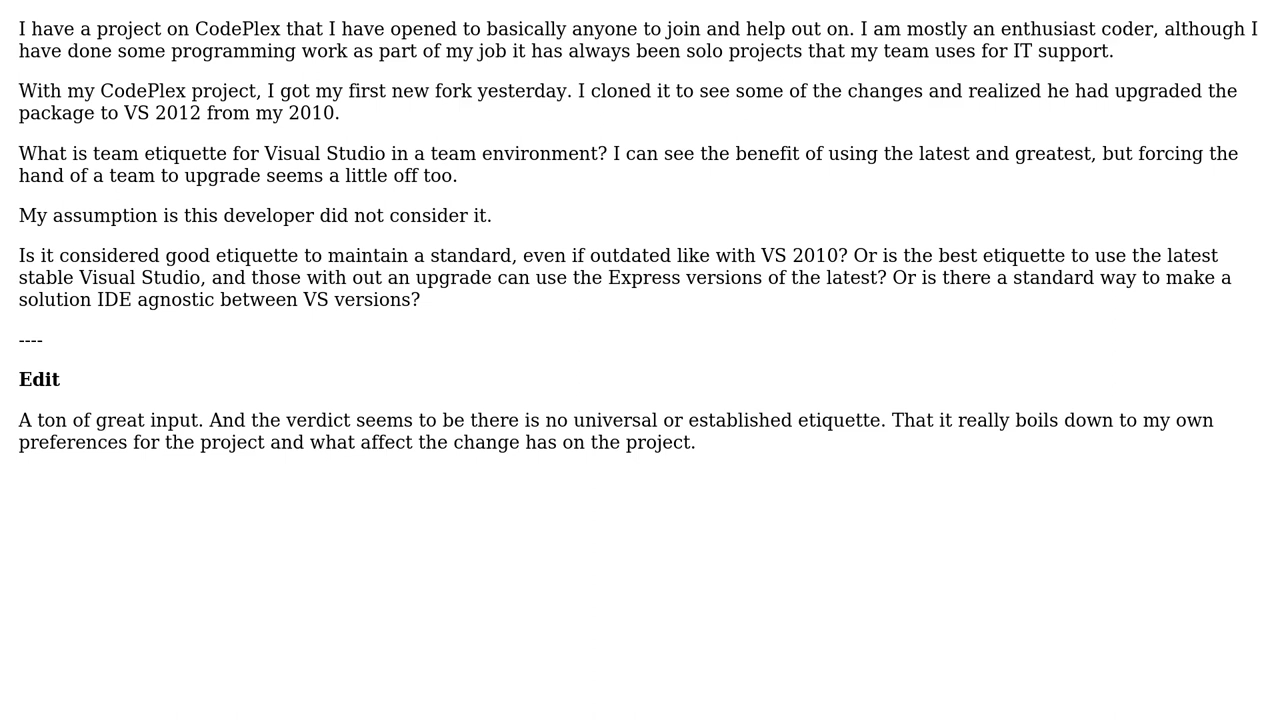 I have a project on CodePlex that I have opened to basically anyone to join and help out on. I am mostly an enthusiast coder, although I
have done some programming work as part of my job it has always been solo projects that my team uses for IT support.
With my CodePlex project, I got my first new fork yesterday. I cloned it to see some of the changes and realized he had upgraded the
package to VS 2012 from my 2010.
What is team etiquette for Visual Studio in a team environment? I can see the benefit of using the latest and greatest, but forcing the
hand of a team to upgrade seems a little off too.
My assumption is this developer did not consider it.
Is it considered good etiquette to maintain a standard, even if outdated like with VS 2010? Or is the best etiquette to use the latest
stable Visual Studio, and those with out an upgrade can use the Express versions of the latest? Or is there a standard way to make a
solution IDE agnostic between VS versions?
----
Edit
A ton of great input. And the verdict seems to be there is no universal or established etiquette. That it really boils down to my own
preferences for the project and what affect the change has on the project.